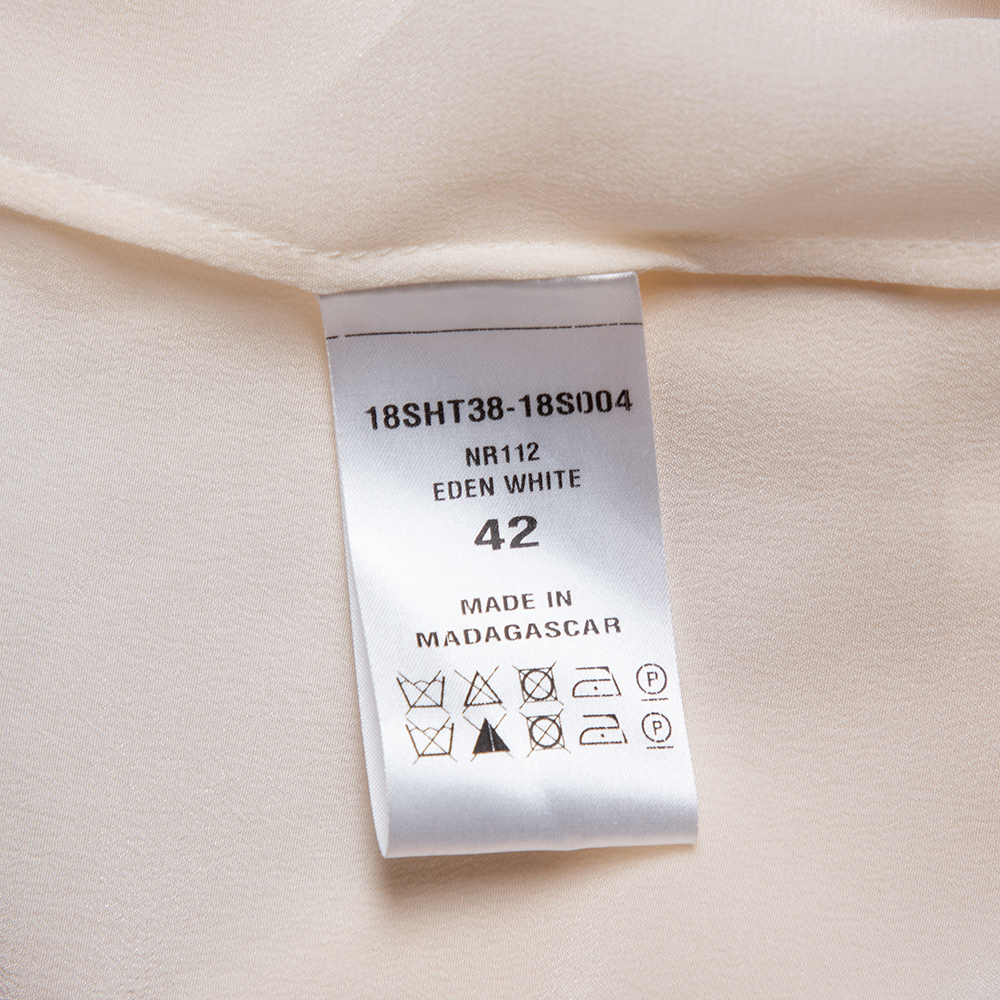 18SHT38-18S004
NR112
EDEN WHITE
42
MADE IN
MADAGASCAR
P
P